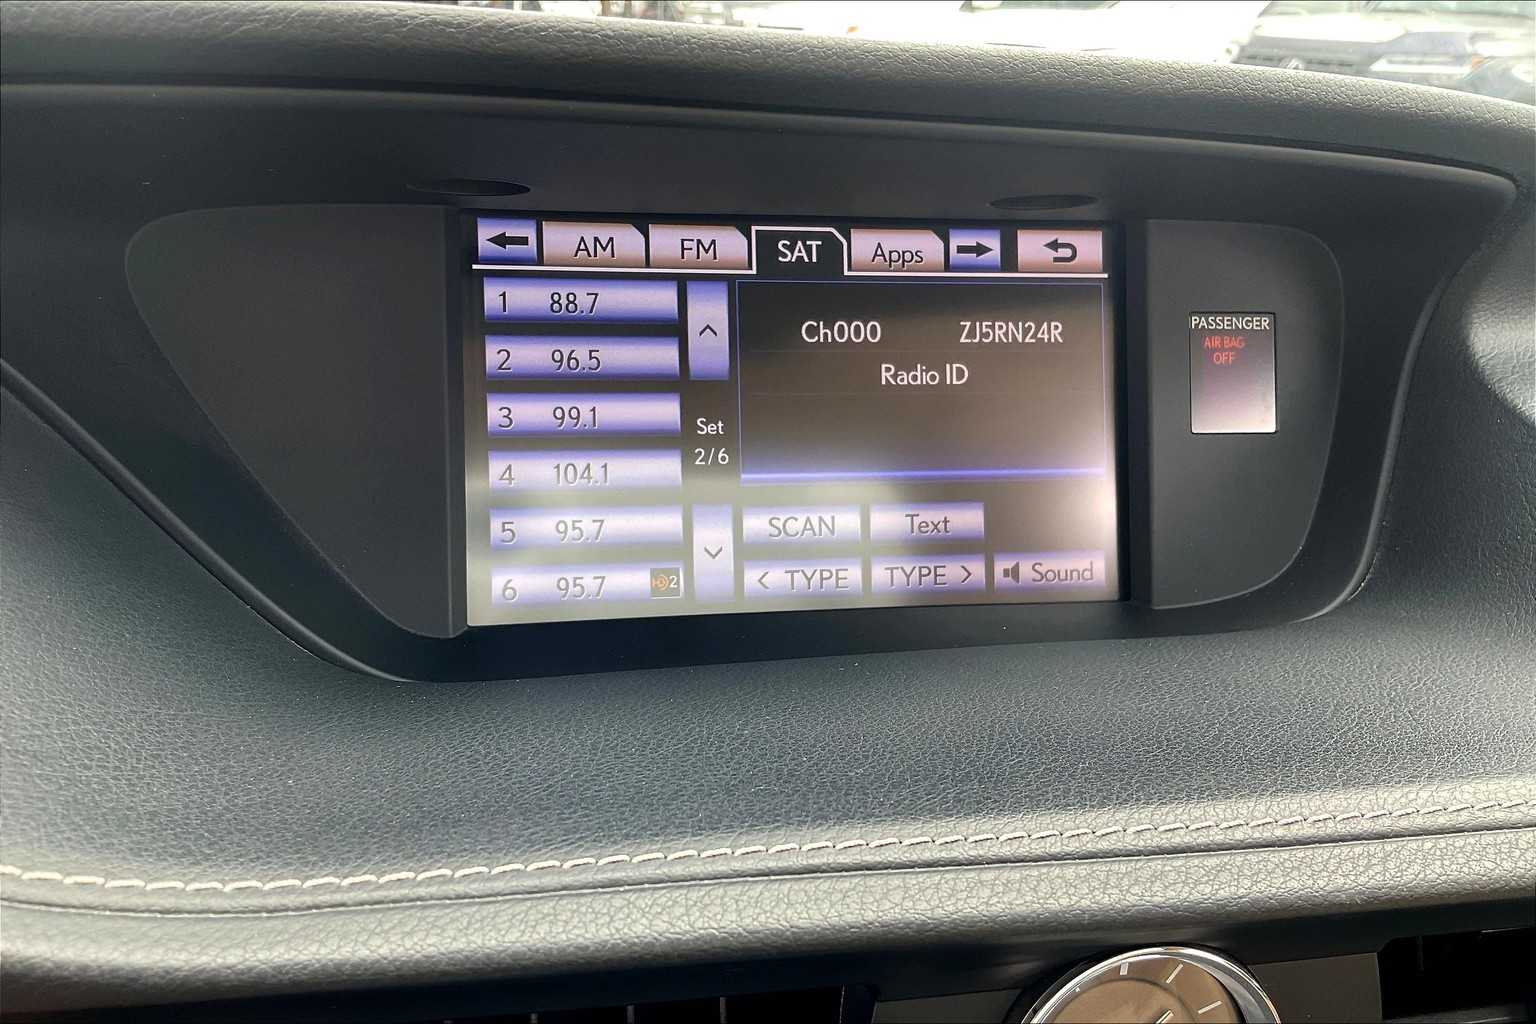 AM FM SAT Apps
1 88.7
2 96.5
3 99.1
4 104.1
5 95.7
6 95.7 HD2
Set
2/6
Ch000 ZJ5RN24R
Radio ID
SCAN Text
< TYPE TYPE > Sound
PASSENGER
AIR BAG
OFF